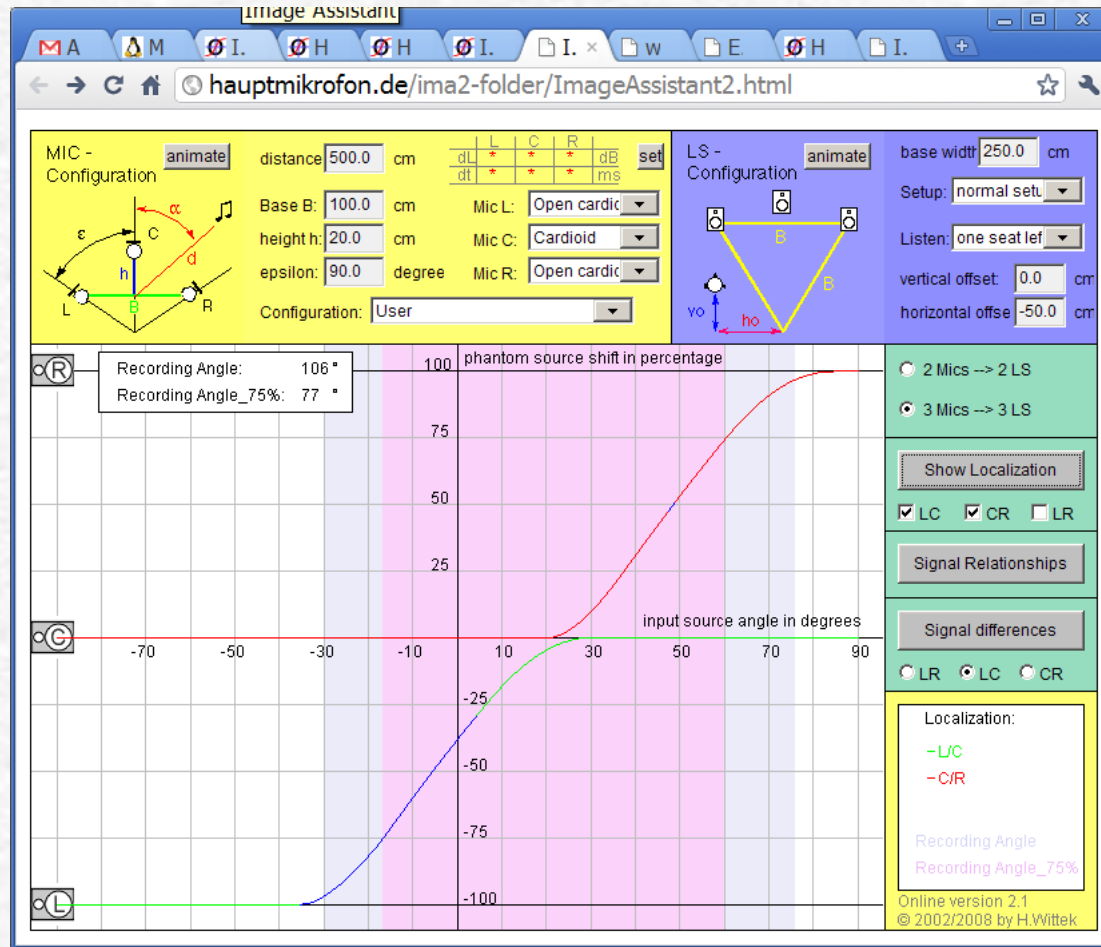 Image Assistant
A M I. H H I. I. × w E H I.
hauptmikrofon.de/ima2-folder/ImageAssistant2.html
MIC - Configuration
animate
α
ε
C
d
h
L
B
R
distance 500.0 cm
Base B: 100.0 cm
height h: 20.0 cm
epsilon: 90.0 degree
Configuration: User
L C R
dL * * * dB
dt * * * ms
set
Mic L: Open cardic
Mic C: Cardioid
Mic R: Open cardic
LS - Configuration
animate
B
B
vo
ho
base width 250.0 cm
Setup: normal setu
Listen: one seat lef
vertical offset: 0.0 cm
horizontal offse -50.0 cm
R
Recording Angle: 106 °
Recording Angle_75%: 77 °
100 phantom source shift in percentage
75
50
25
input source angle in degrees
C
-70 -50 -30 -10 10 30 50 70 90
-25
-50
-75
-100
L
2 Mics --> 2 LS
3 Mics --> 3 LS
Show Localization
LC CR LR
Signal Relationships
Signal differences
LR LC CR
Localization:
- L/C
- C/R
Recording Angle
Recording Angle_75%
Online version 2.1
© 2002/2008 by H.Wittek